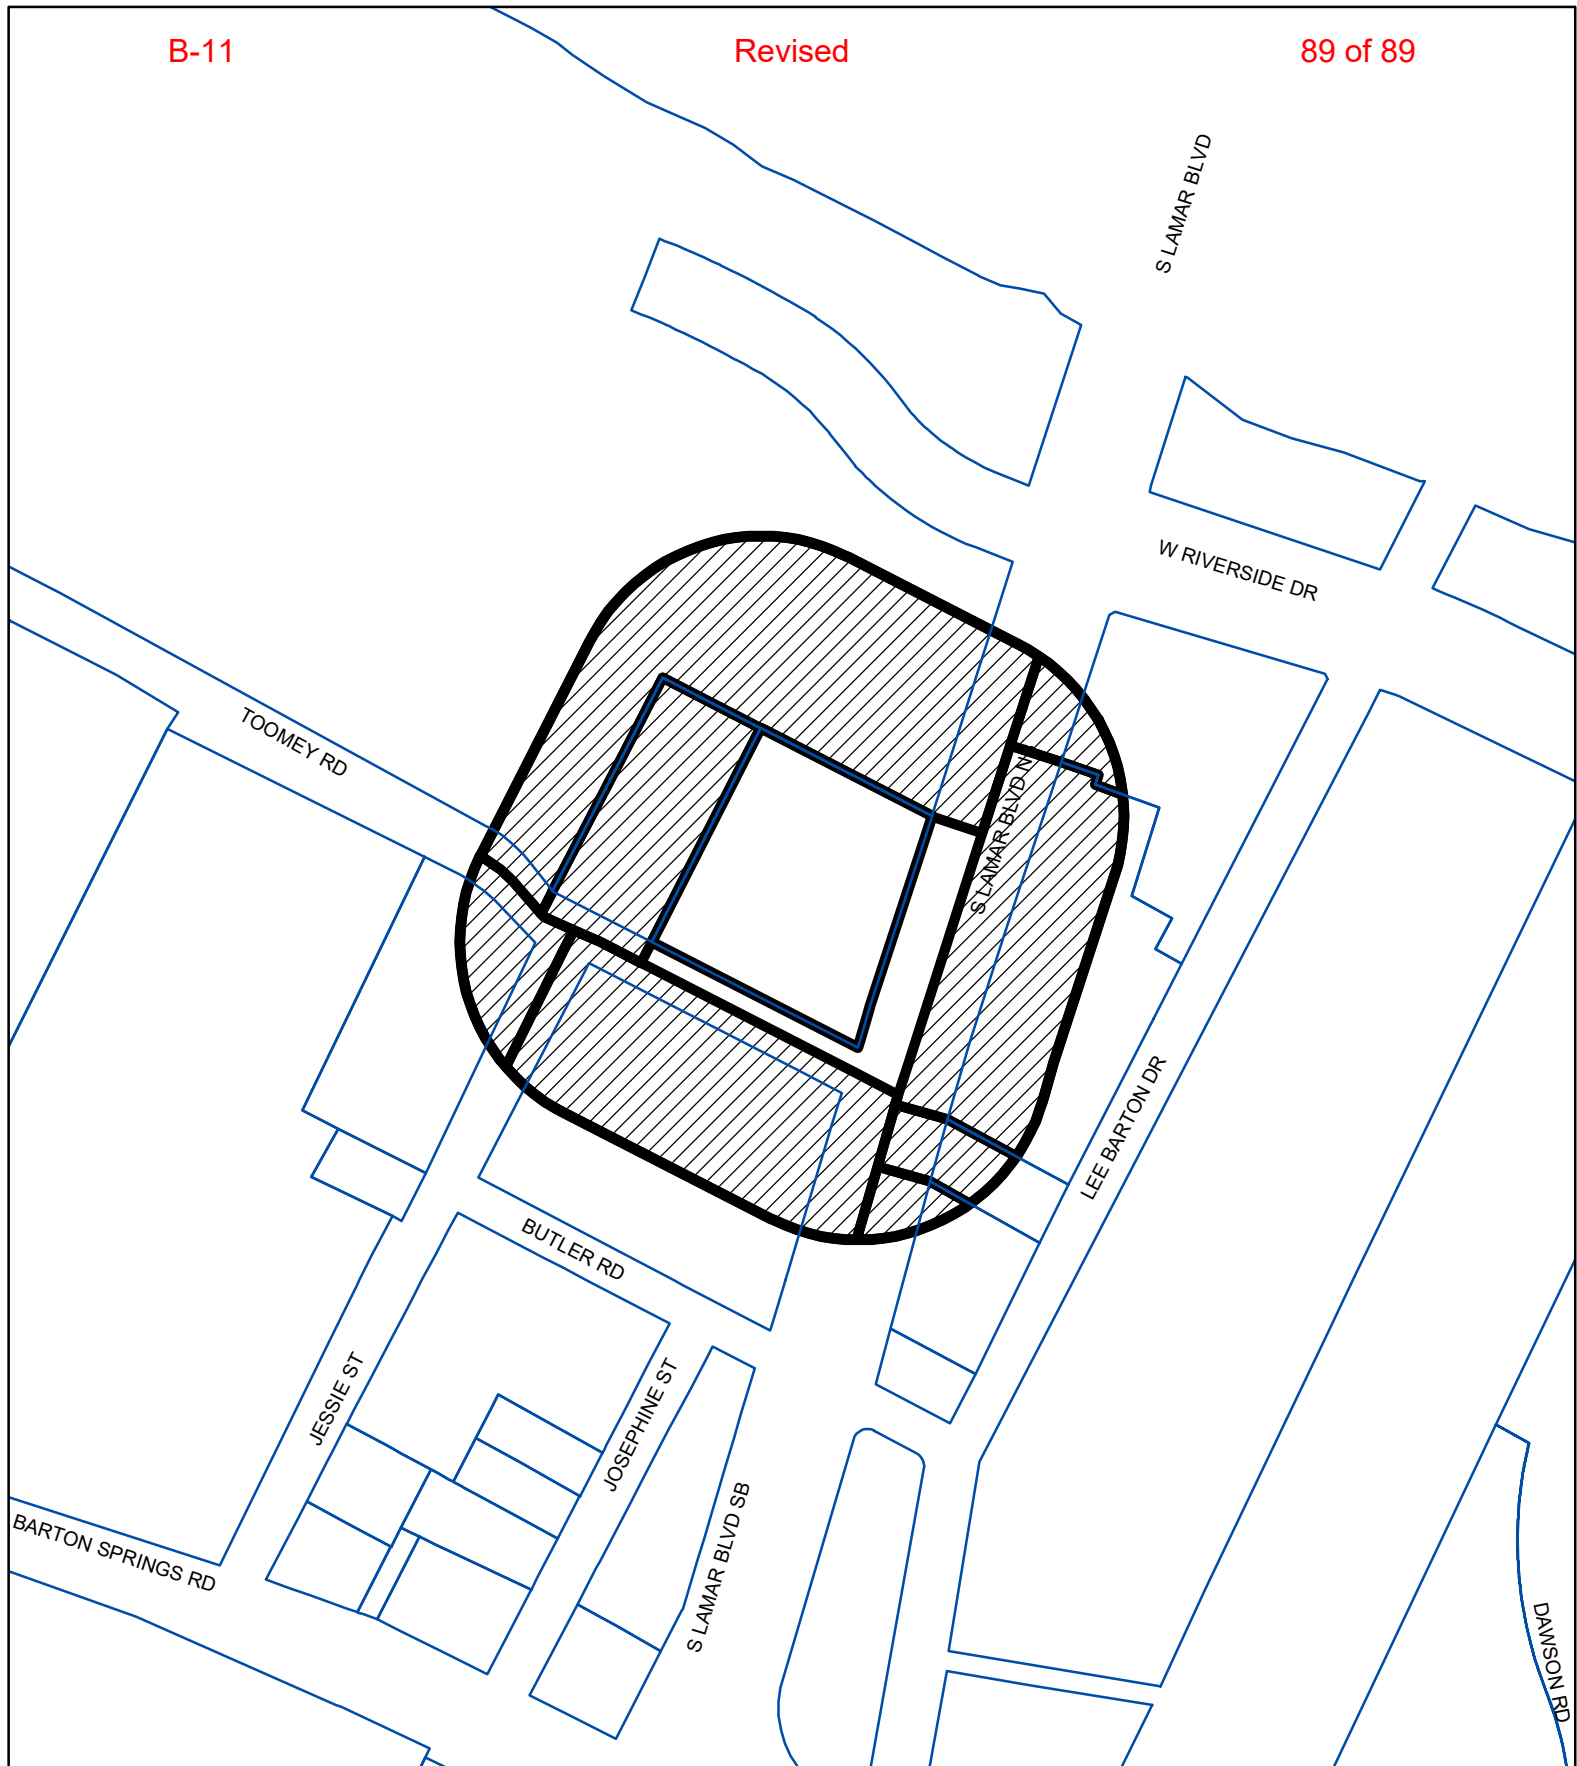 B-11
Revised
89 of 89
S LAMAR BLVD
W RIVERSIDE DR
TOOMEY RD
S LAMAR BLVD N
LEE BARTON DR
BUTLER RD
JESSIE ST
JOSEPHINE ST
S LAMAR BLVD SB
BARTON SPRINGS RD
DAWSON RD